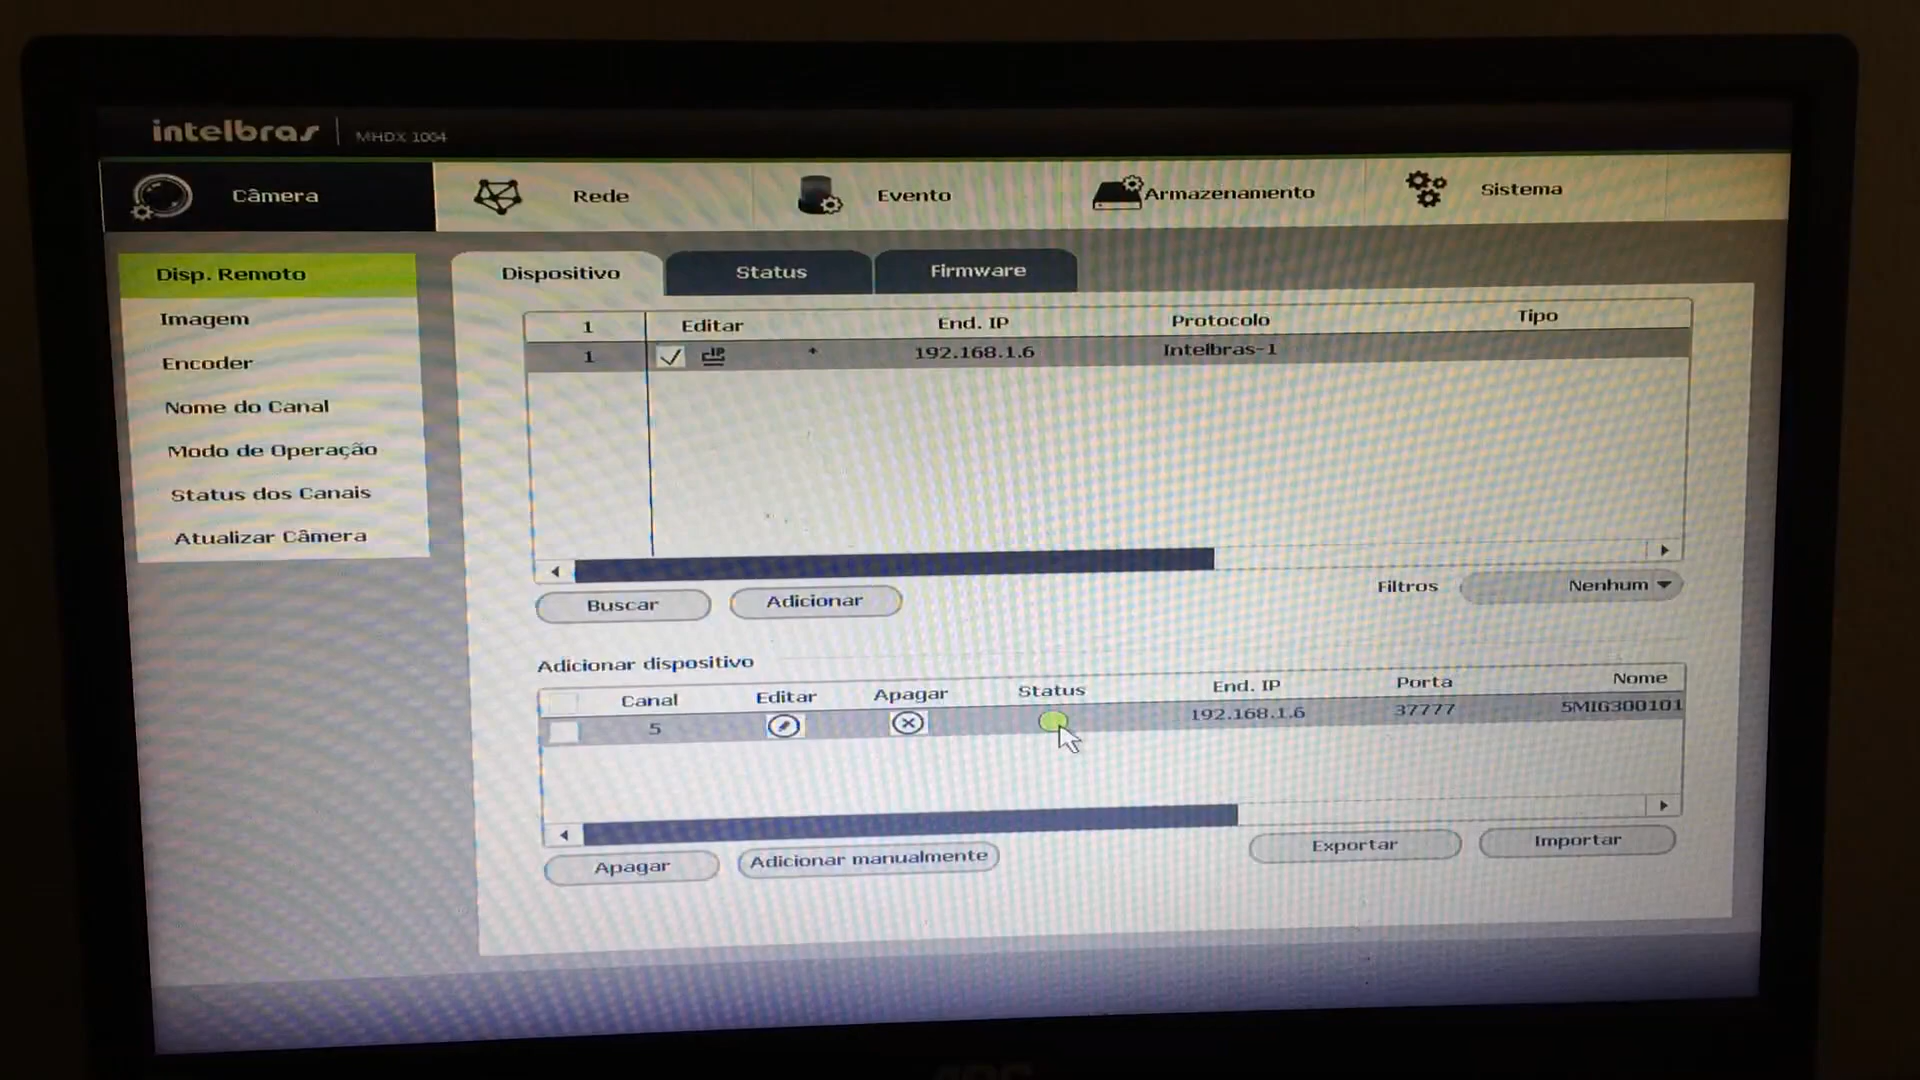 intelbras MHDX 1004
Câmera Rede Evento Armazenamento Sistema
Disp. Remoto
Imagem
Encoder
Nome do Canal
Modo de Operação
Status dos Canais
Atualizar Câmera
Dispositivo Status Firmware
1 Editar End. IP Protocolo Tipo
1 IP * 192.168.1.6 Intelbras-1
Buscar Adicionar Filtros Nenhum
Adicionar dispositivo
Canal Editar Apagar Status End. IP Porta Nome
5 192.168.1.6 37777 5MIG300101
Apagar Adicionar manualmente Exportar Importar